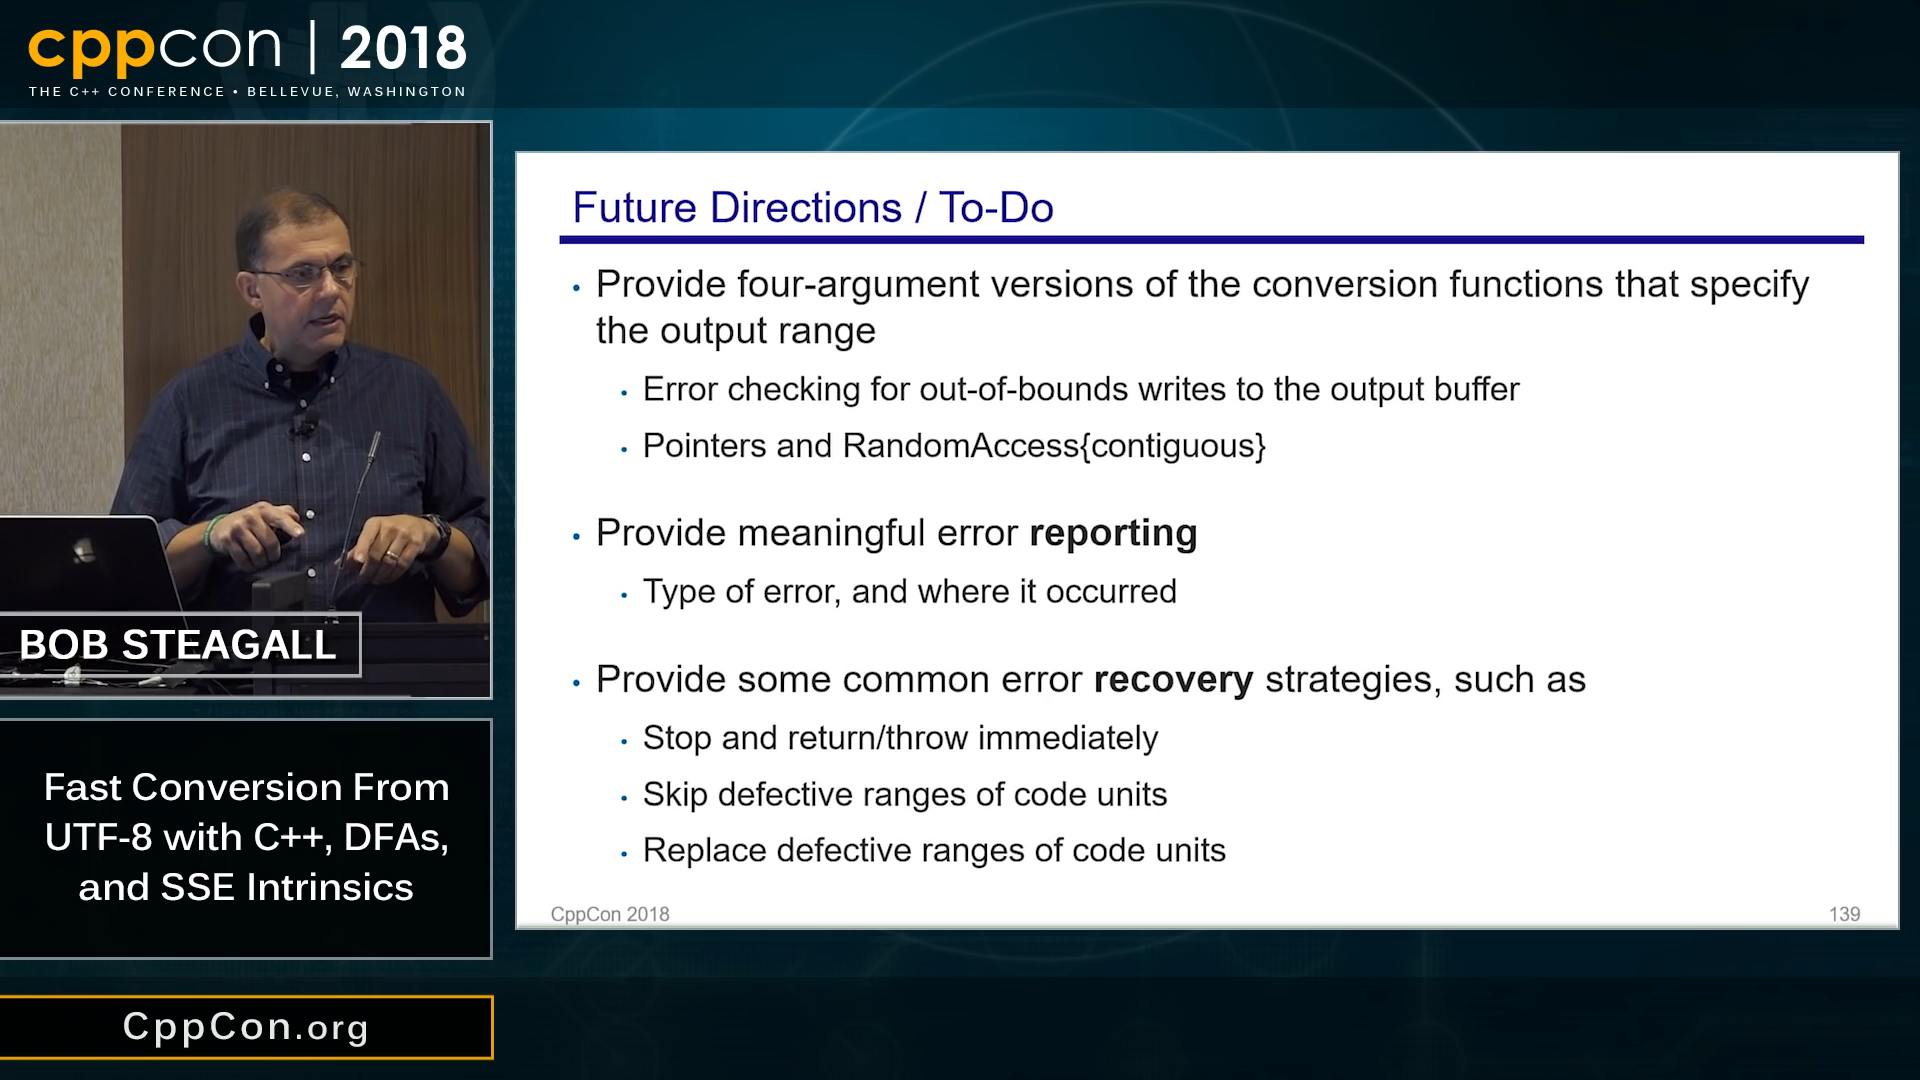 cppcon | 2018
THE C++ CONFERENCE • BELLEVUE, WASHINGTON
BOB STEAGALL
Fast Conversion From
UTF-8 with C++, DFAs,
and SSE Intrinsics
CppCon.org
Future Directions / To-Do
• Provide four-argument versions of the conversion functions that specify
the output range
• Error checking for out-of-bounds writes to the output buffer
• Pointers and RandomAccess{contiguous}
• Provide meaningful error reporting
• Type of error, and where it occurred
• Provide some common error recovery strategies, such as
• Stop and return/throw immediately
• Skip defective ranges of code units
• Replace defective ranges of code units
CppCon 2018
139